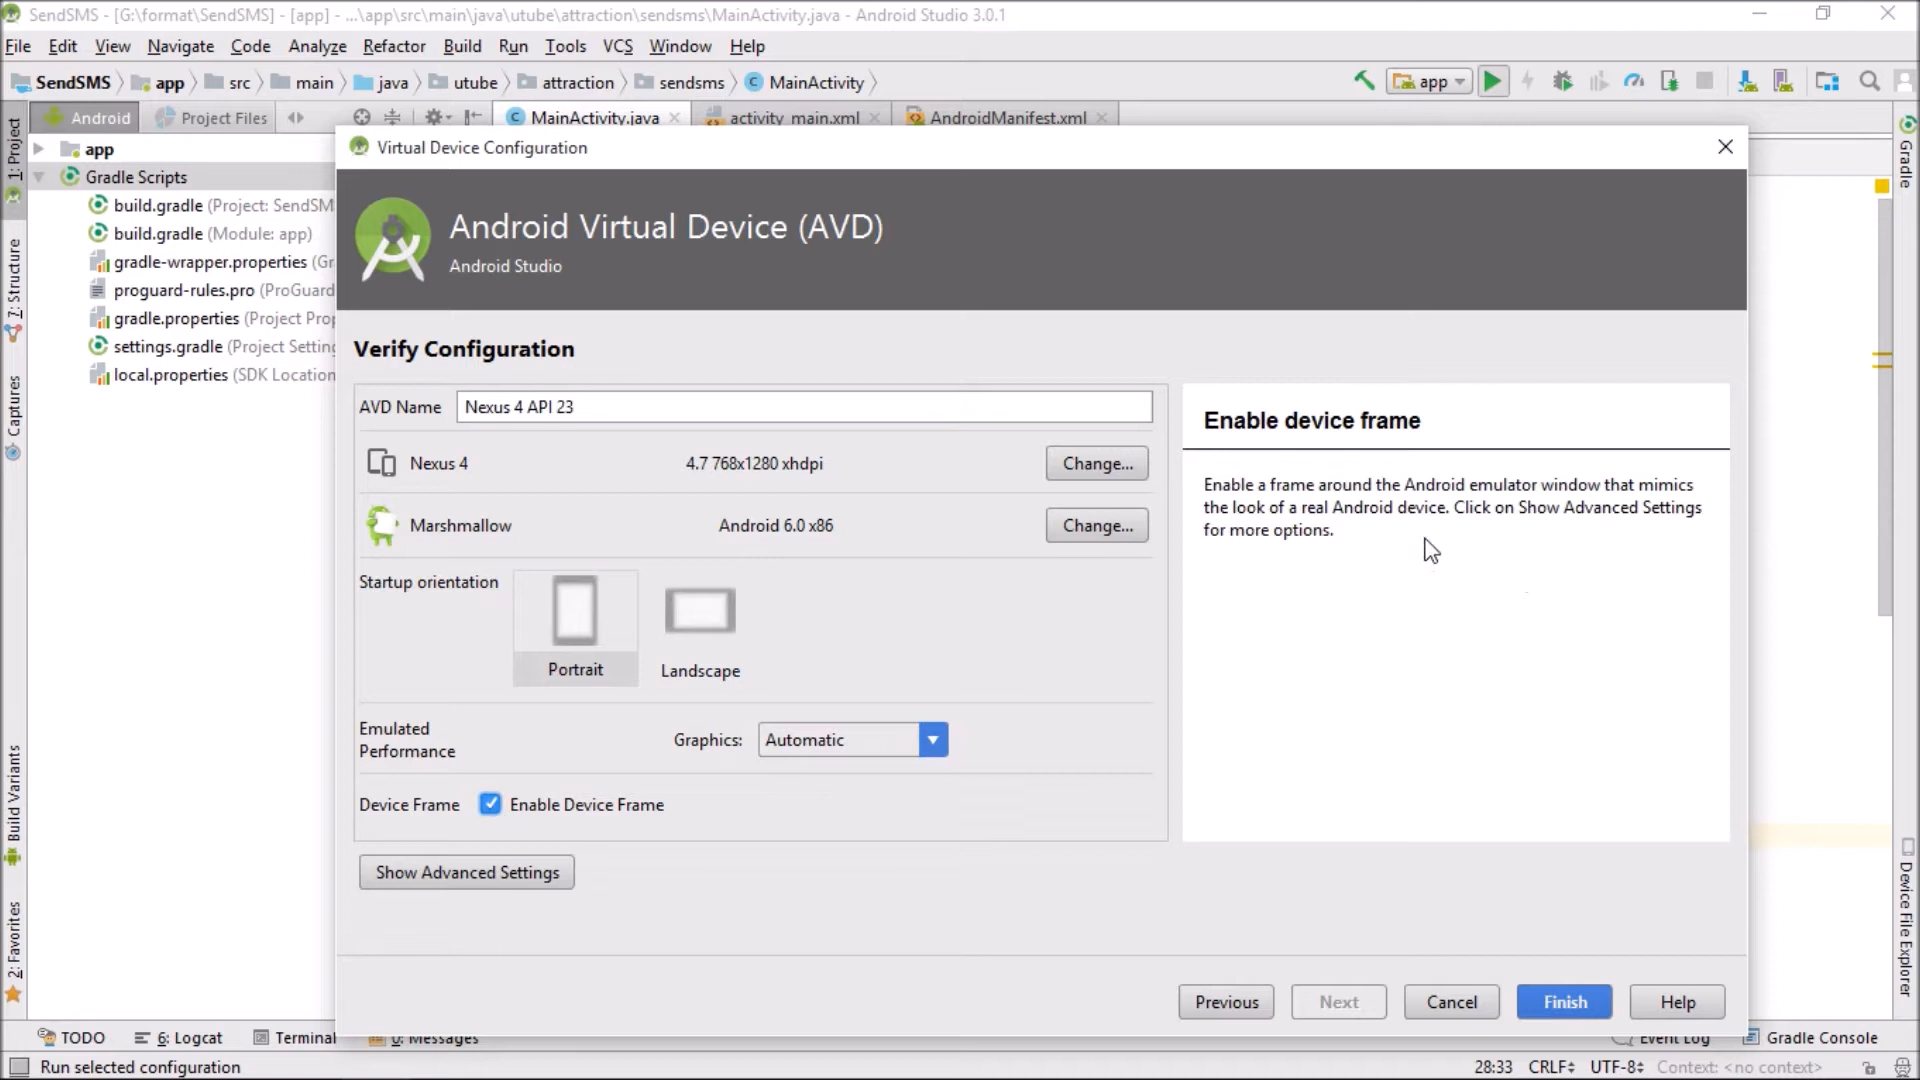 SendSMS - [G:\format\SendSMS] - [app] - ...\app\src\main\java\utube\attraction\sendsms\MainActivity.java - Android Studio 3.0.1
File Edit View Navigate Code Analyze Refactor Build Run Tools VCS Window Help
SendSMS app src main java utube attraction sendsms MainActivity app
Android Project Files MainActivity.java activity_main.xml AndroidManifest.xml
1: Project
7: Structure
Captures
Build Variants
2: Favorites
app
Gradle Scripts
build.gradle (Project: SendSM
build.gradle (Module: app)
gradle-wrapper.properties (Gr
proguard-rules.pro (ProGuard
gradle.properties (Project Prop
settings.gradle (Project Setting
local.properties (SDK Location
Virtual Device Configuration
Android Virtual Device (AVD)
Android Studio
Verify Configuration
AVD Name Nexus 4 API 23
Nexus 4 4.7 768x1280 xhdpi Change...
Marshmallow Android 6.0 x86 Change...
Startup orientation
Portrait
Landscape
Emulated
Performance
Graphics: Automatic
Device Frame Enable Device Frame
Show Advanced Settings
Enable device frame
Enable a frame around the Android emulator window that mimics
the look of a real Android device. Click on Show Advanced Settings
for more options.
Previous Next Cancel Finish Help
Gradle
Device File Explorer
TODO 6: Logcat Terminal 0: Messages Event Log Gradle Console
Run selected configuration 28:33 CRLF UTF-8 Context: <no context>